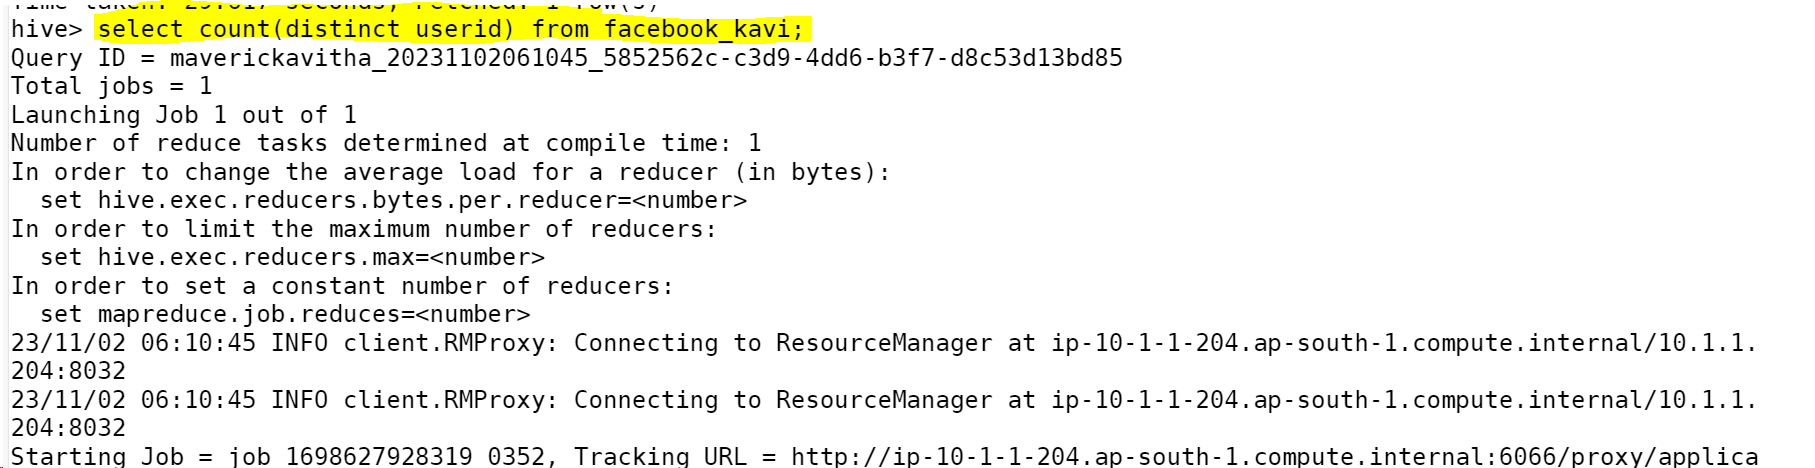 Time taken: 29.617 seconds, Fetched: 1 row(s)
hive> select count(distinct userid) from facebook_kavi;
Query ID = maverickavitha_20231102061045_5852562c-c3d9-4dd6-b3f7-d8c53d13bd85
Total jobs = 1
Launching Job 1 out of 1
Number of reduce tasks determined at compile time: 1
In order to change the average load for a reducer (in bytes):
  set hive.exec.reducers.bytes.per.reducer=<number>
In order to limit the maximum number of reducers:
  set hive.exec.reducers.max=<number>
In order to set a constant number of reducers:
  set mapreduce.job.reduces=<number>
23/11/02 06:10:45 INFO client.RMProxy: Connecting to ResourceManager at ip-10-1-1-204.ap-south-1.compute.internal/10.1.1.
204:8032
23/11/02 06:10:45 INFO client.RMProxy: Connecting to ResourceManager at ip-10-1-1-204.ap-south-1.compute.internal/10.1.1.
204:8032
Starting Job = job_1698627928319_0352, Tracking URL = http://ip-10-1-1-204.ap-south-1.compute.internal:6066/proxy/applica